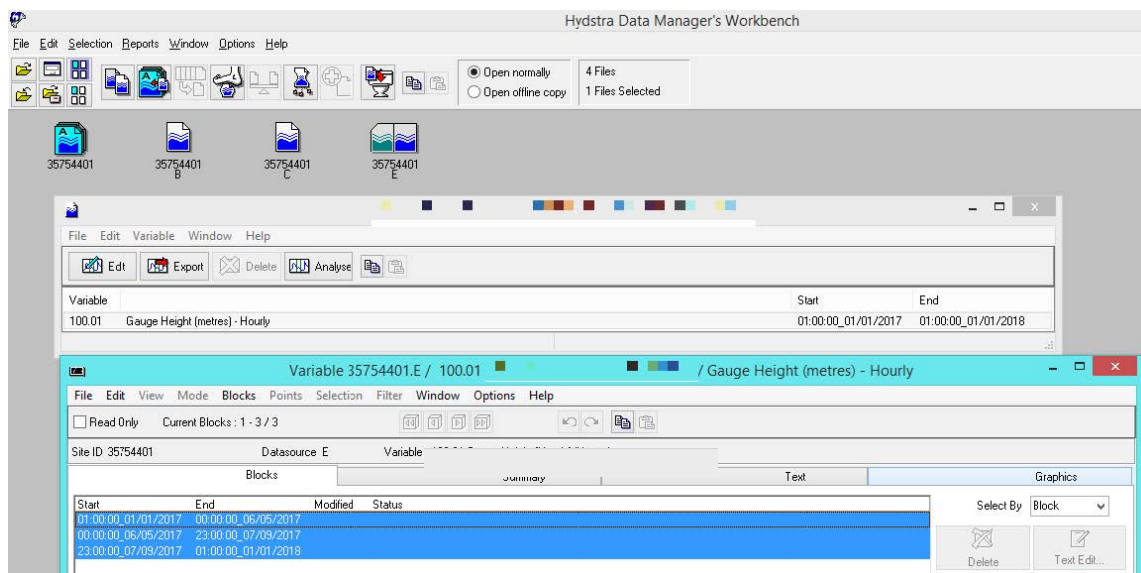 Hydstra Data Manager's Workbench
File Edit Selection Reports Window Options Help
Open normally 4 Files
Open offline copy 1 Files Selected
35754401 35754401 35754401 35754401
B C E
File Edit Variable Window Help
Edt Export Delete Analyse
Variable Start End
100.01 Gauge Height (metres) - Hourly 01:00:00_01/01/2017 01:00:00_01/01/2018
Variable 35754401.E / 100.01 / Gauge Height (metres) - Hourly
File Edit View Mode Blocks Points Selection Filter Window Options Help
Read Only Current Blocks : 1 - 3 / 3
Site ID 35754401 Datasource E Variable
Blocks Summary Text Graphics
Start End Modified Status Select By Block
01:00:00_01/01/2017 00:00:00_06/05/2017
00:00:00_06/05/2017 23:00:00_07/09/2017
23:00:00_07/09/2017 01:00:00_01/01/2018
Delete Text Edit...